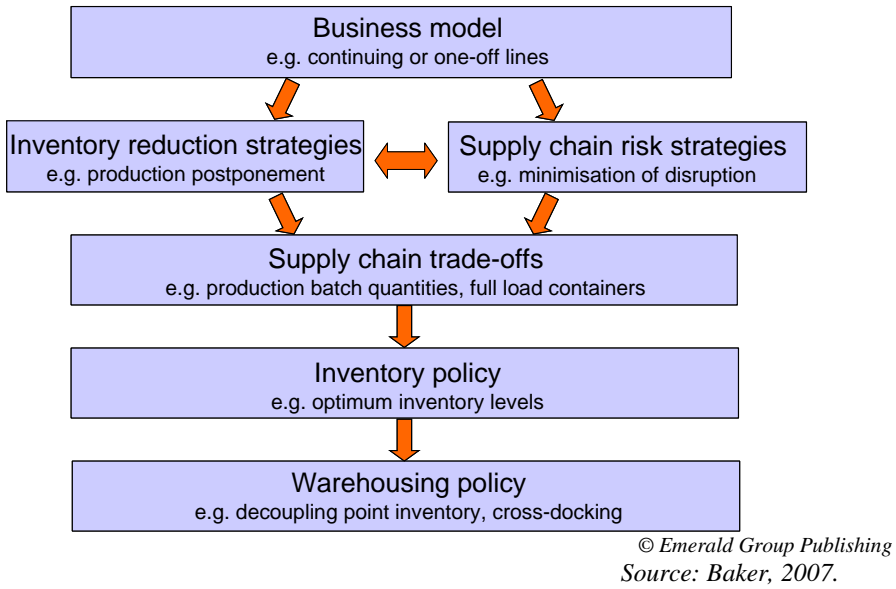 Business model
e.g. continuing or one-off lines
Inventory reduction strategies
e.g. production postponement
Supply chain risk strategies
e.g. minimisation of disruption
Supply chain trade-offs
e.g. production batch quantities, full load containers
Inventory policy
e.g. optimum inventory levels
Warehousing policy
e.g. decoupling point inventory, cross-docking
© Emerald Group Publishing
Source: Baker, 2007.